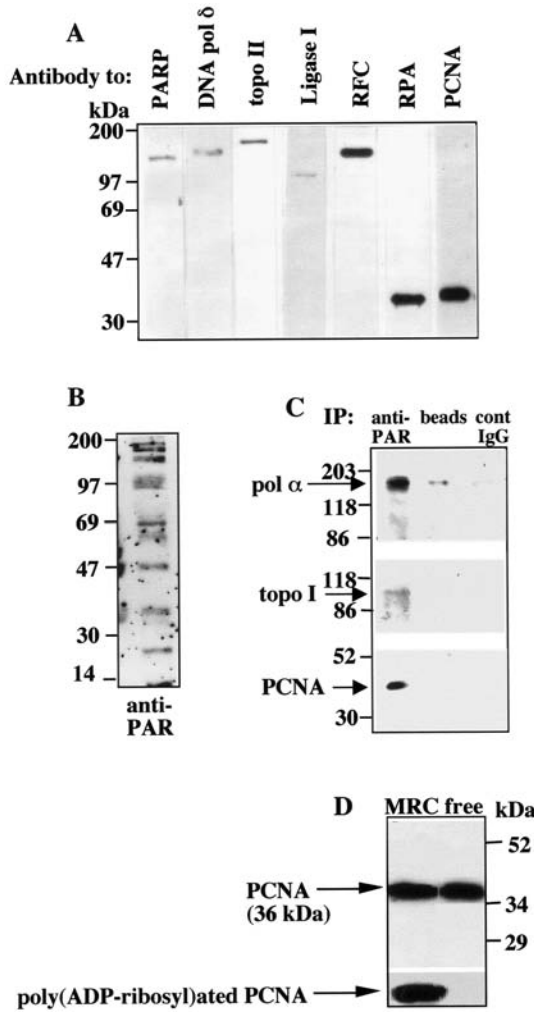 A
Antibody to:
PARP
DNA pol δ
topo II
Ligase I
RFC
RPA
PCNA
kDa
200
97
69
47
30
B
200
97
69
47
30
14
anti-
PAR
C
IP:
anti-
PAR
beads
cont
IgG
203
pol α
118
86
118
topo I
86
52
PCNA
30
D
MRC free
kDa
52
PCNA
(36 kDa)
34
29
poly(ADP-ribosyl)ated PCNA